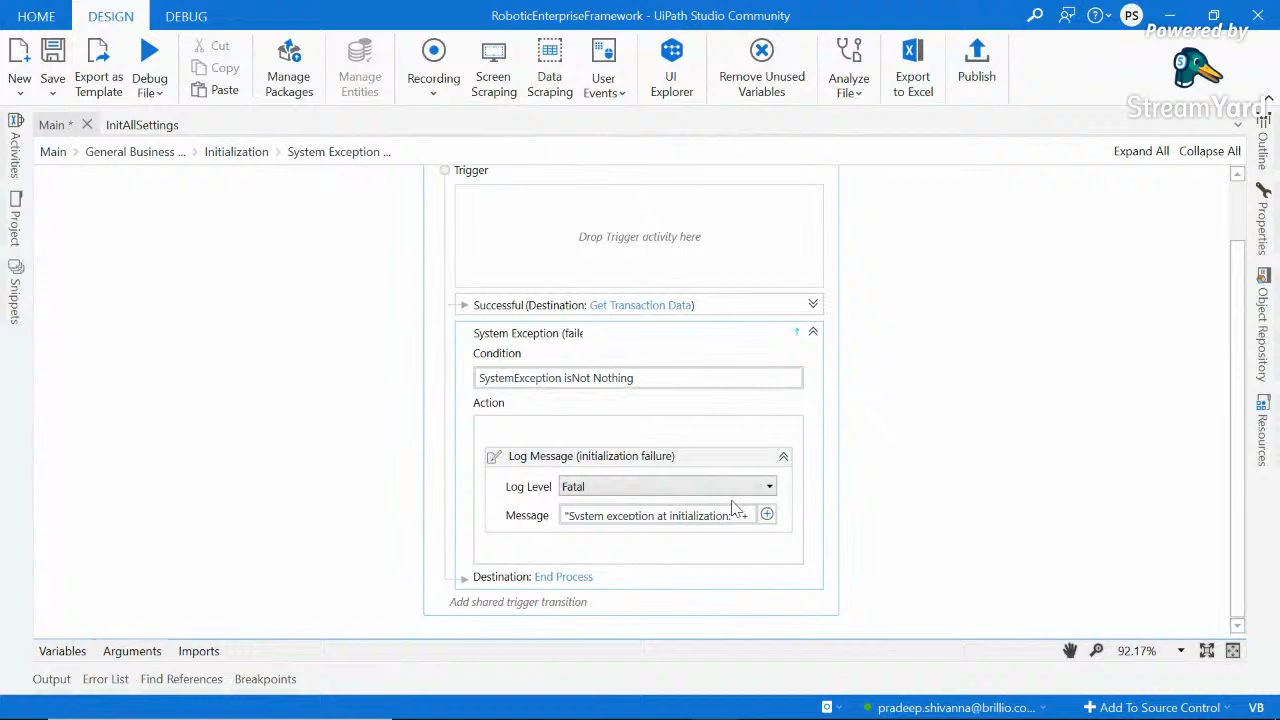 HOME
DESIGN
DEBUG
RoboticEnterpriseFramework - UiPath Studio Community
PS
Powered by
StreamYard
New
Save
Export as Template
Debug File
Cut
Copy
Paste
Manage Packages
Manage Entities
Recording
Screen Scraping
Data Scraping
User Events
UI Explorer
Remove Unused Variables
Analyze File
Export to Excel
Publish
Main *
InitAllSettings
Main > General Business ... > Initialization > System Exception ...
Expand All
Collapse All
Activities
Project
Snippets
Outline
Properties
Object Repository
Resources
Trigger
Drop Trigger activity here
Successful (Destination: Get Transaction Data)
System Exception (faile
Condition
SystemException isNot Nothing
Action
Log Message (initialization failure)
Log Level
Fatal
Message
"System exception at initialization: " +
Destination: End Process
Add shared trigger transition
Variables
Arguments
Imports
92.17%
Output
Error List
Find References
Breakpoints
pradeep.shivanna@brillio.co...
Add To Source Control
VB